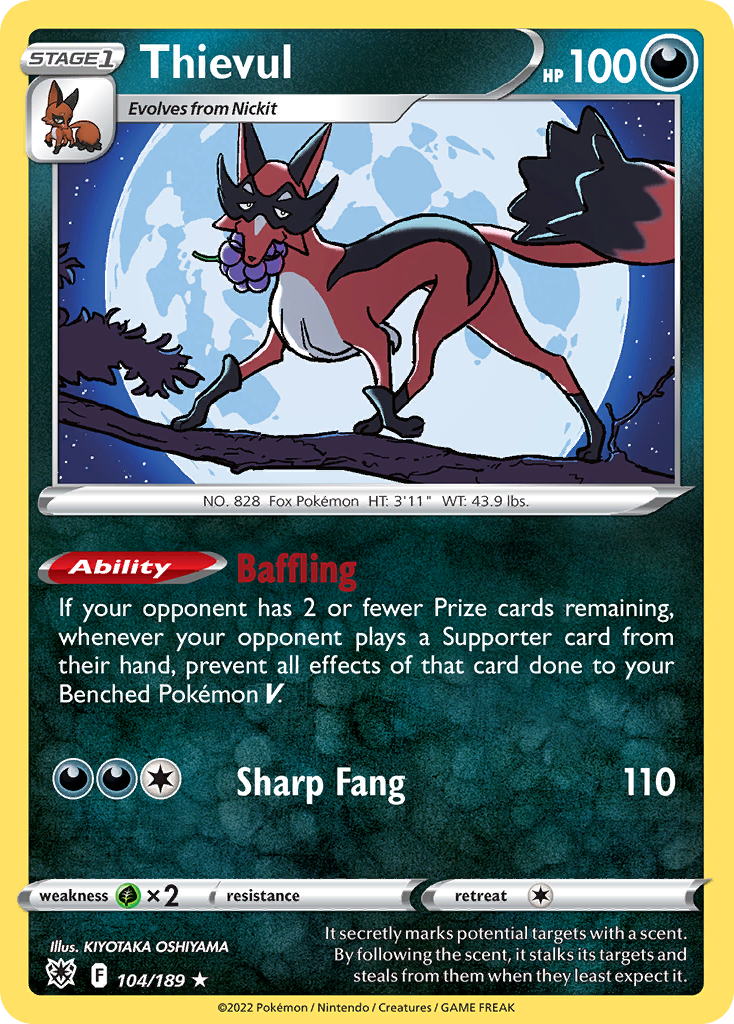 STAGE1 Thievul HP 100
Evolves from Nickit
NO. 828 Fox Pokémon HT: 3'11" WT: 43.9 lbs.
Ability Baffling
If your opponent has 2 or fewer Prize cards remaining,
whenever your opponent plays a Supporter card from
their hand, prevent all effects of that card done to your
Benched Pokémon V.
Sharp Fang 110
weakness ×2 resistance retreat
Illus. KIYOTAKA OSHIYAMA
F 104/189 ★
It secretly marks potential targets with a scent.
By following the scent, it stalks its targets and
steals from them when they least expect it.
©2022 Pokémon / Nintendo / Creatures / GAME FREAK